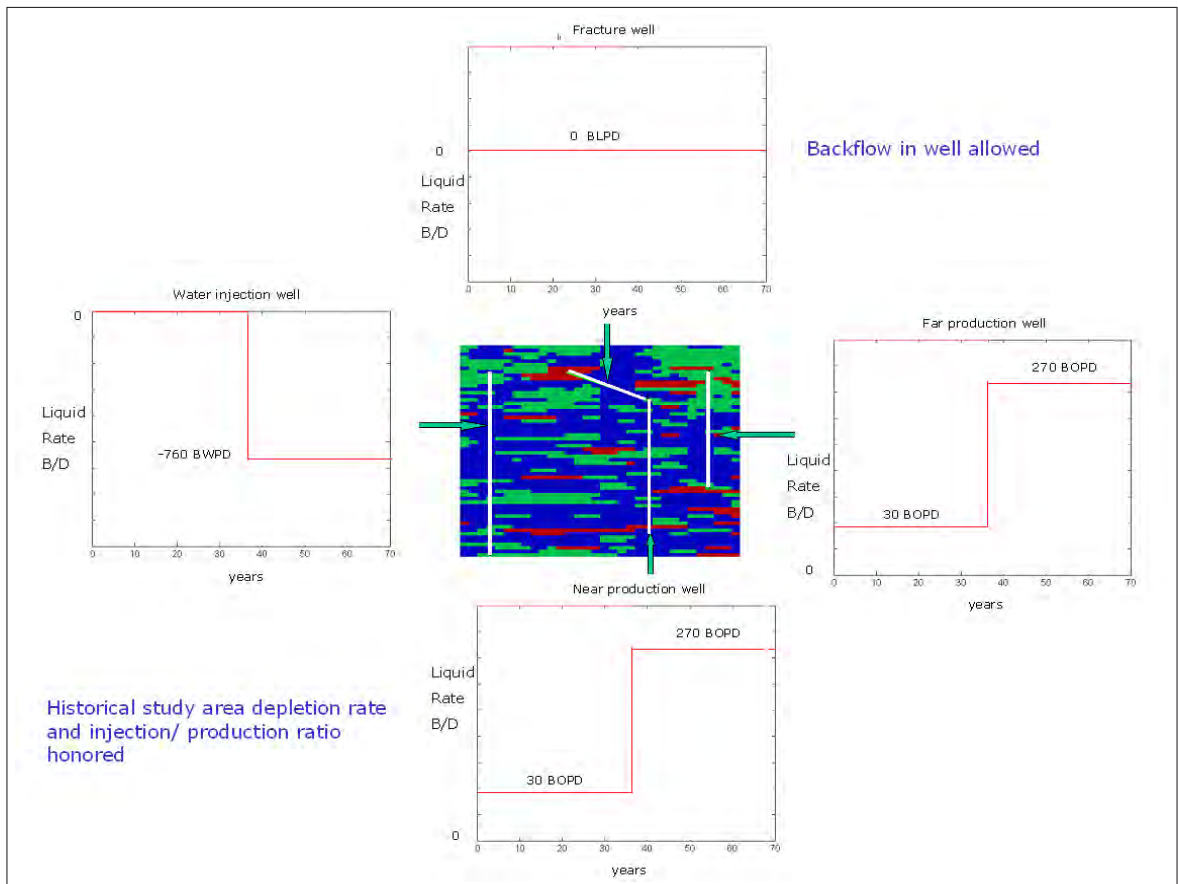 Fracture well
0 BLPD
0
Liquid
Rate
B/D
0 10 20 30 40 50 60 70
years
Backflow in well allowed
Water injection well
0
Liquid
Rate
B/D
-760 BWPD
0 10 20 30 40 50 60 70
years
Far production well
270 BOPD
Liquid
Rate
B/D
30 BOPD
0
0 10 20 30 40 50 60 70
years
Near production well
270 BOPD
Liquid
Rate
B/D
30 BOPD
0
0 10 20 30 40 50 60 70
years
Historical study area depletion rate
and injection/ production ratio
honored